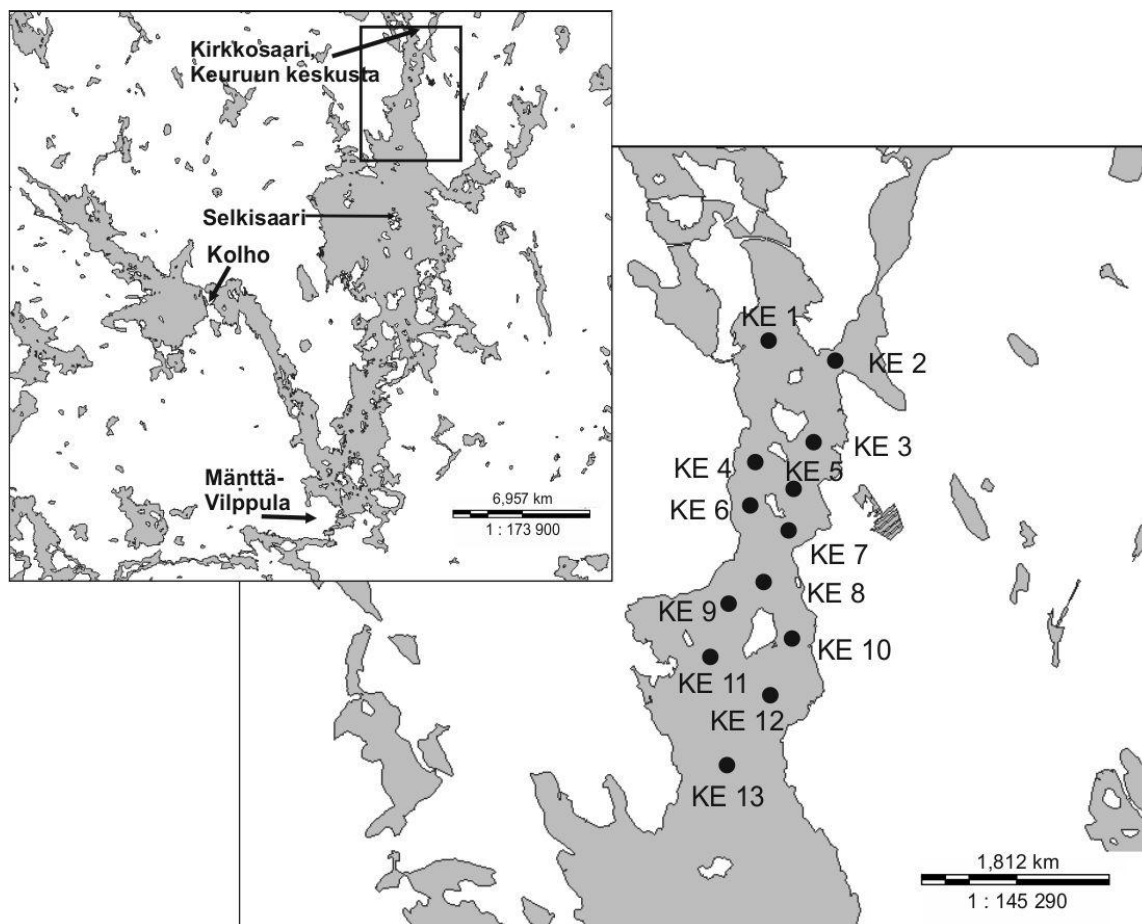 Kirkkosaari,
Keuruun keskusta
Selkisaari
Kolho
Mänttä-
Vilppula
6,957 km
1 : 173 900
KE 1
KE 2
KE 3
KE 4
KE 5
KE 6
KE 7
KE 8
KE 9
KE 10
KE 11
KE 12
KE 13
1,812 km
1 : 145 290